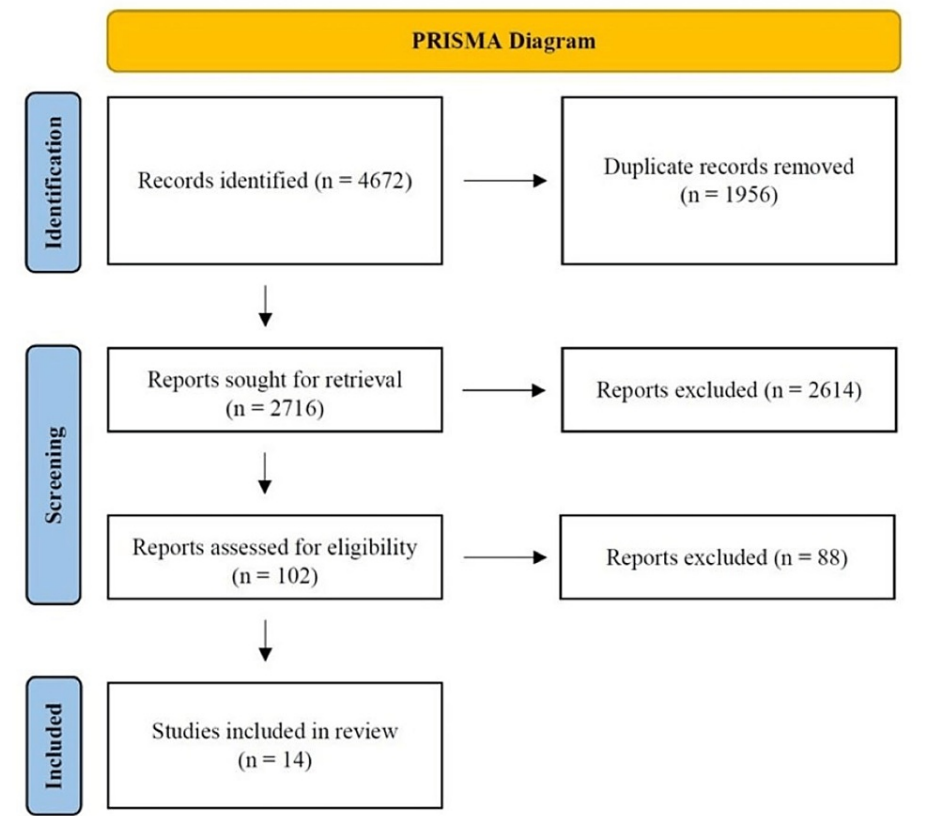 PRISMA Diagram
Identification
Records identified (n = 4672)
Duplicate records removed
(n = 1956)
Screening
Reports sought for retrieval
(n = 2716)
Reports excluded (n = 2614)
Reports assessed for eligibility
(n = 102)
Reports excluded (n = 88)
Included
Studies included in review
(n = 14)